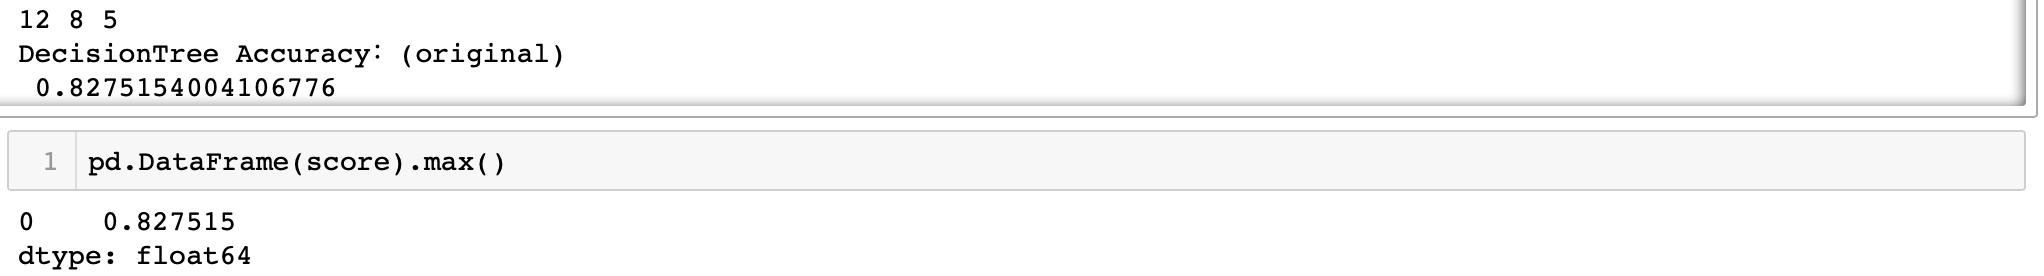 12 8 5
DecisionTree Accuracy: (original)
0.8275154004106776
1 pd.DataFrame(score).max()
0 0.827515
dtype: float64